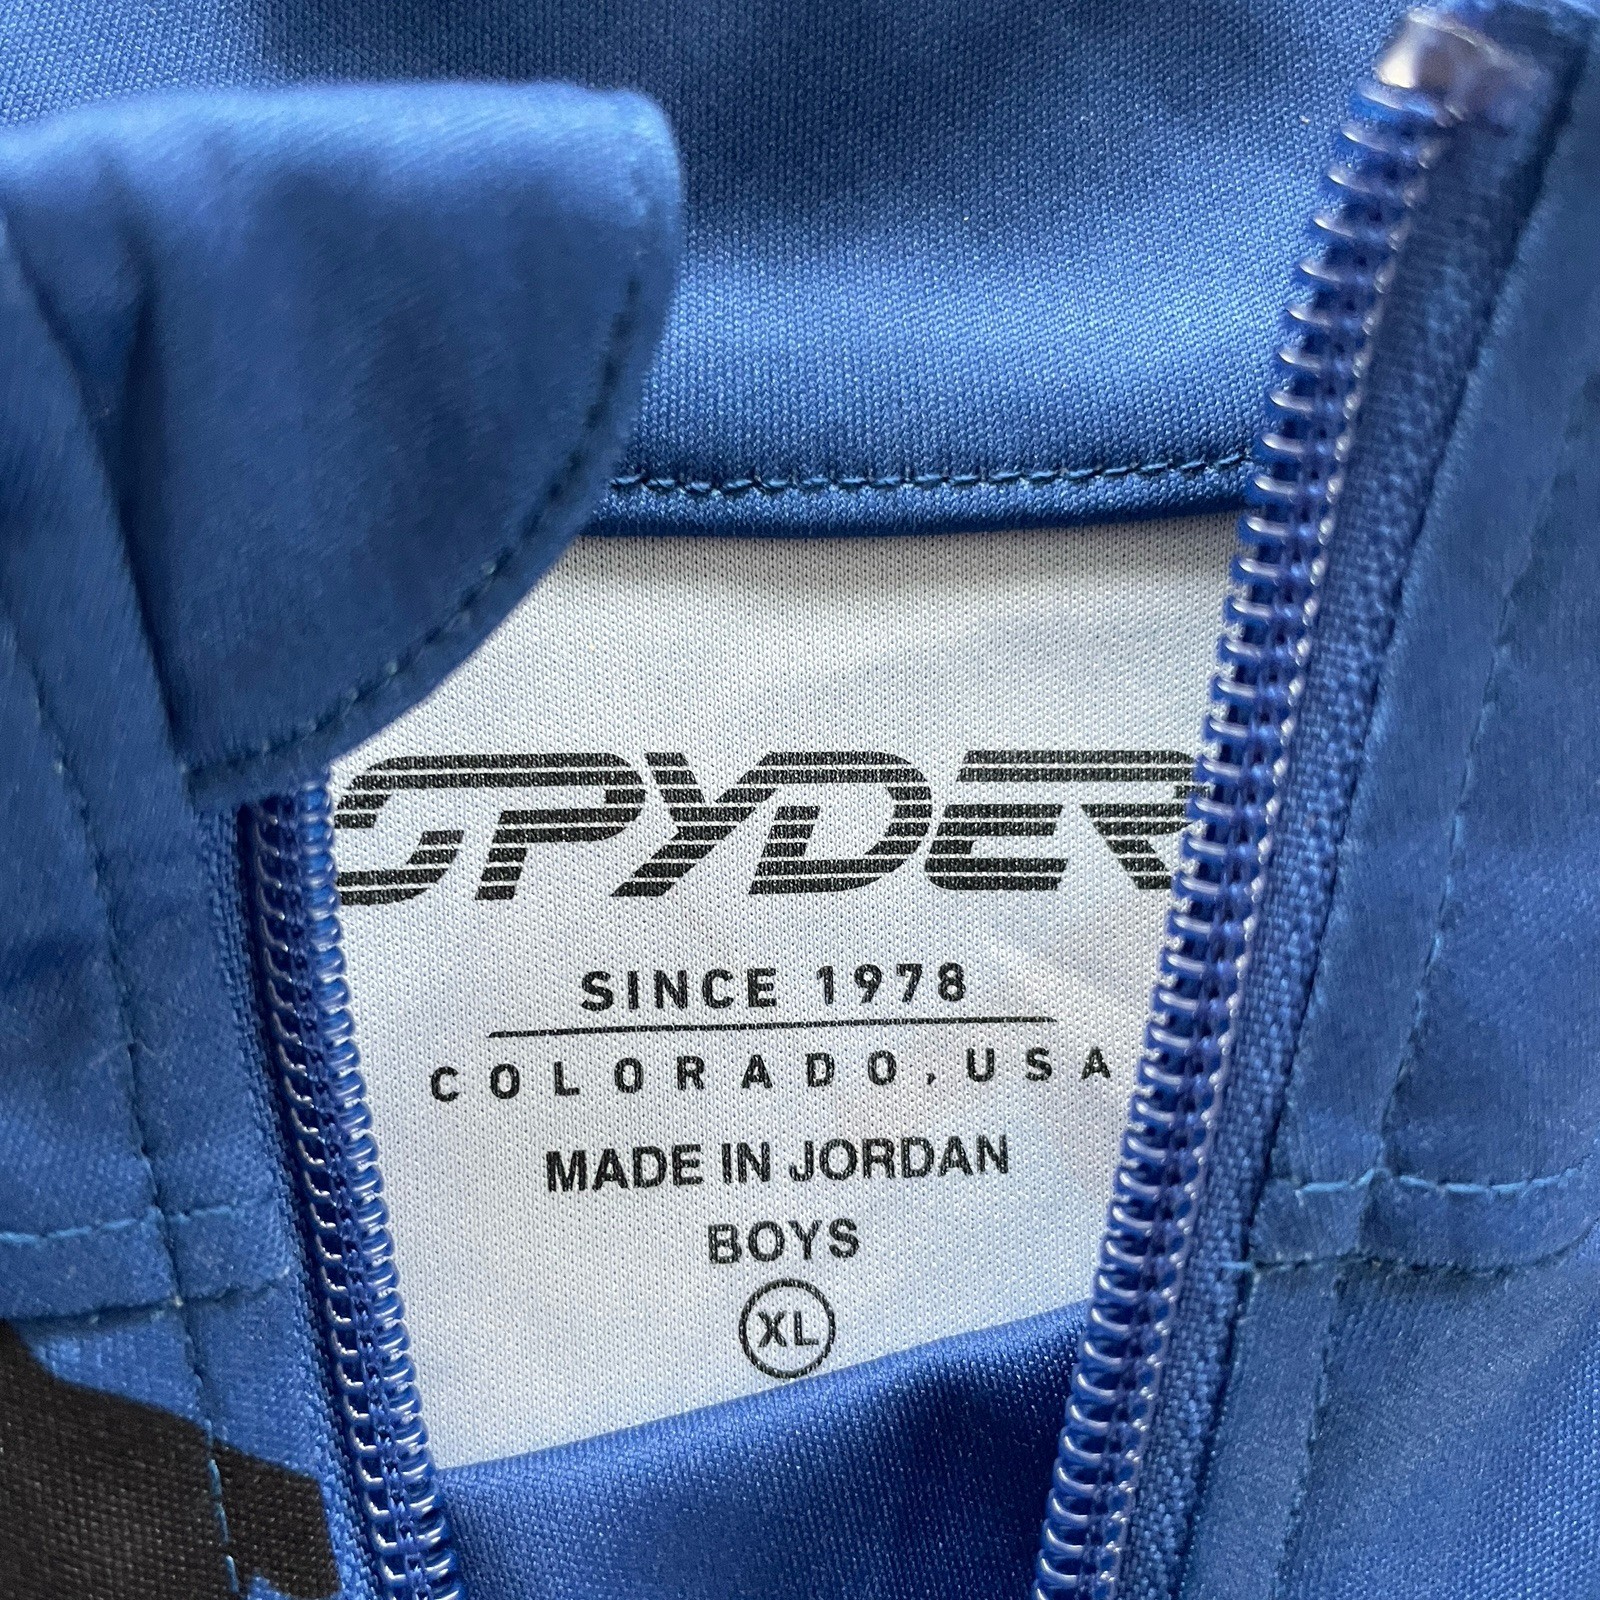 SPYDER
SINCE 1978
COLORADO, USA
MADE IN JORDAN
BOYS
XL